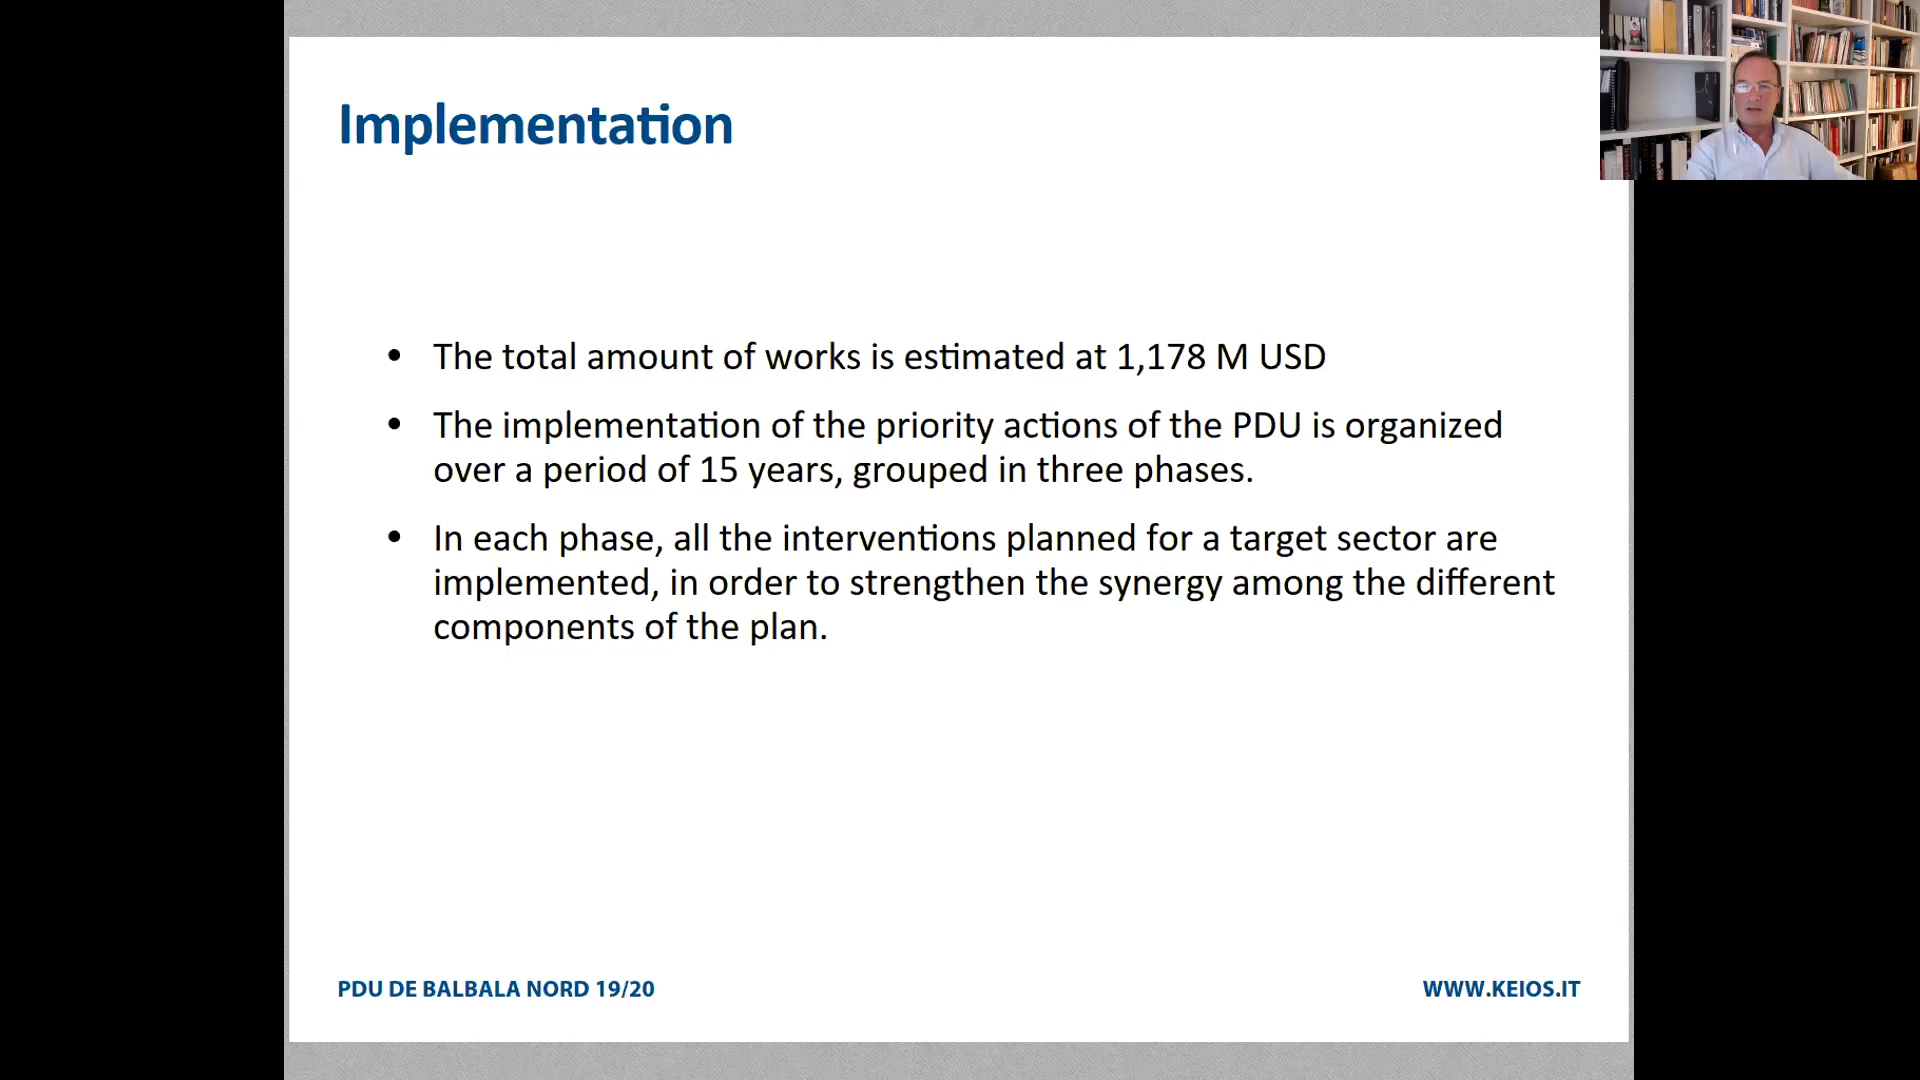 Implementation
• The total amount of works is estimated at 1,178 M USD
• The implementation of the priority actions of the PDU is organized
over a period of 15 years, grouped in three phases.
• In each phase, all the interventions planned for a target sector are
implemented, in order to strengthen the synergy among the different
components of the plan.
PDU DE BALBALA NORD 19/20
WWW.KEIOS.IT